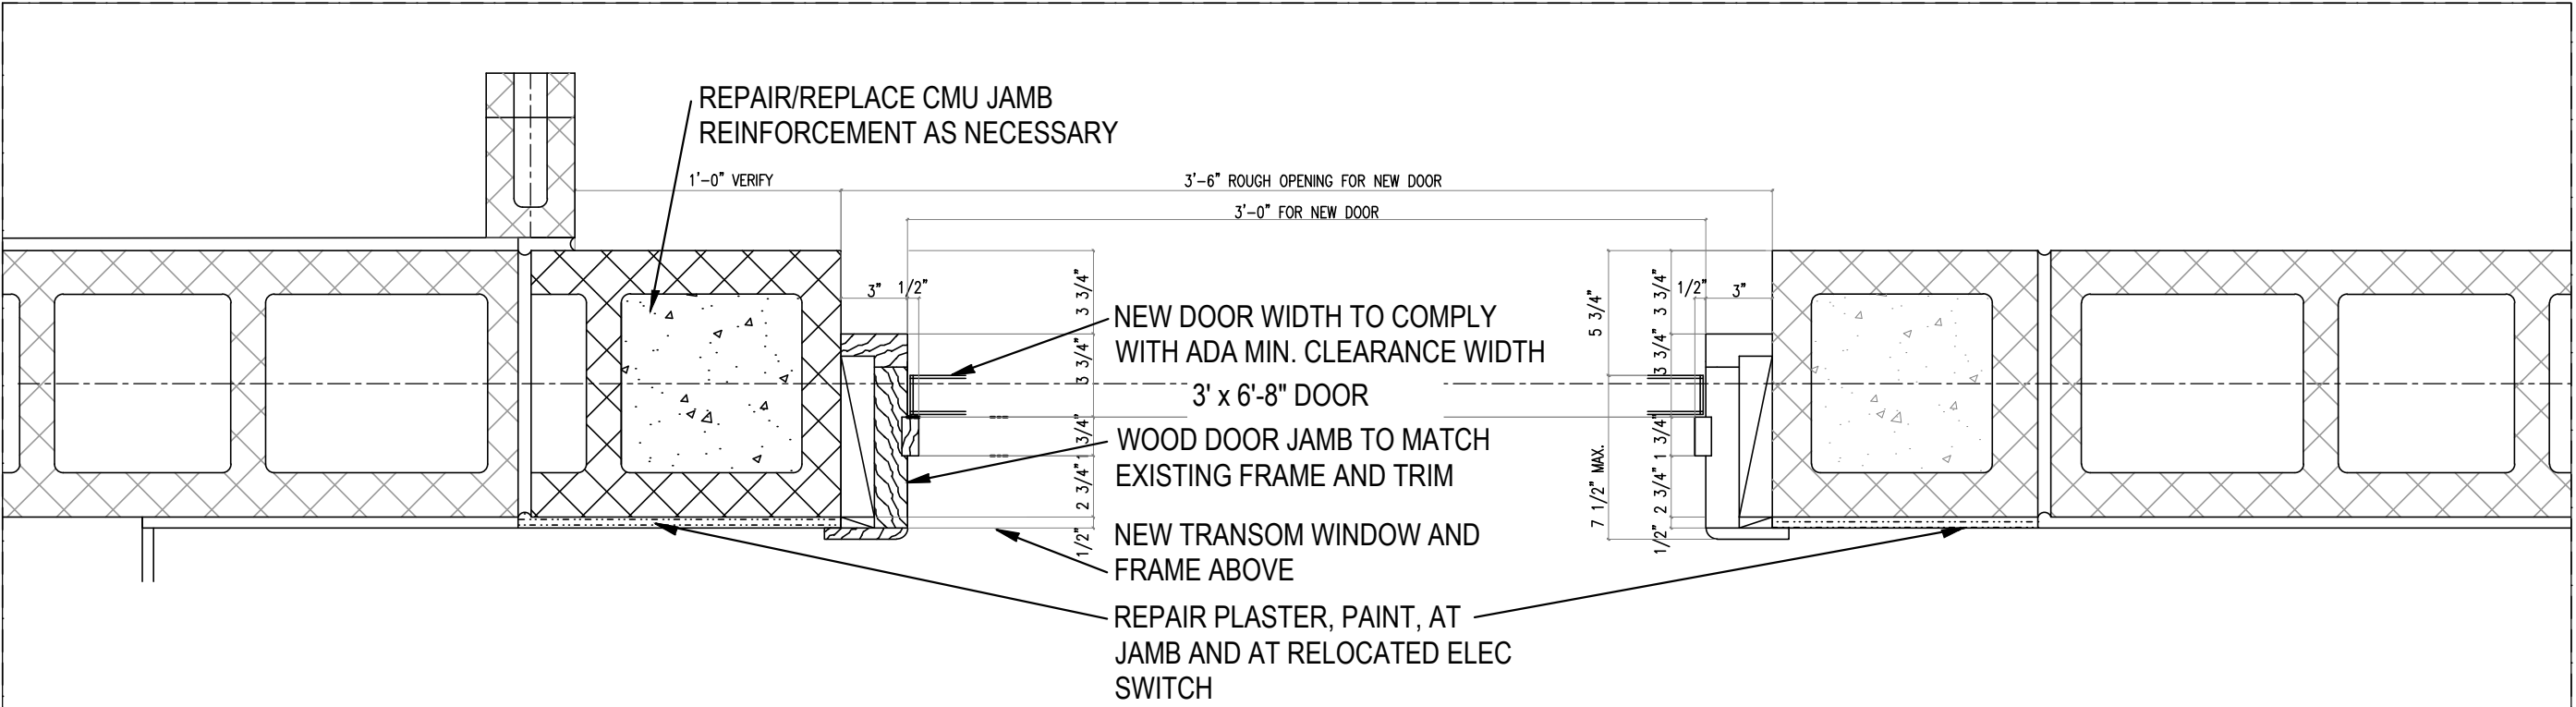 REPAIR/REPLACE CMU JAMB
REINFORCEMENT AS NECESSARY
1'-0" VERIFY
3'-6" ROUGH OPENING FOR NEW DOOR
3'-0" FOR NEW DOOR
3"
1/2"
3 3/4"
3 3/4"
1 3/4"
2 3/4"
1/2"
NEW DOOR WIDTH TO COMPLY
WITH ADA MIN. CLEARANCE WIDTH
3' x 6'-8" DOOR
WOOD DOOR JAMB TO MATCH
EXISTING FRAME AND TRIM
NEW TRANSOM WINDOW AND
FRAME ABOVE
REPAIR PLASTER, PAINT, AT
JAMB AND AT RELOCATED ELEC
SWITCH
5 3/4"
7 1/2" MAX.
3 3/4"
3 3/4"
1 3/4"
2 3/4"
1/2"
1/2"
3"